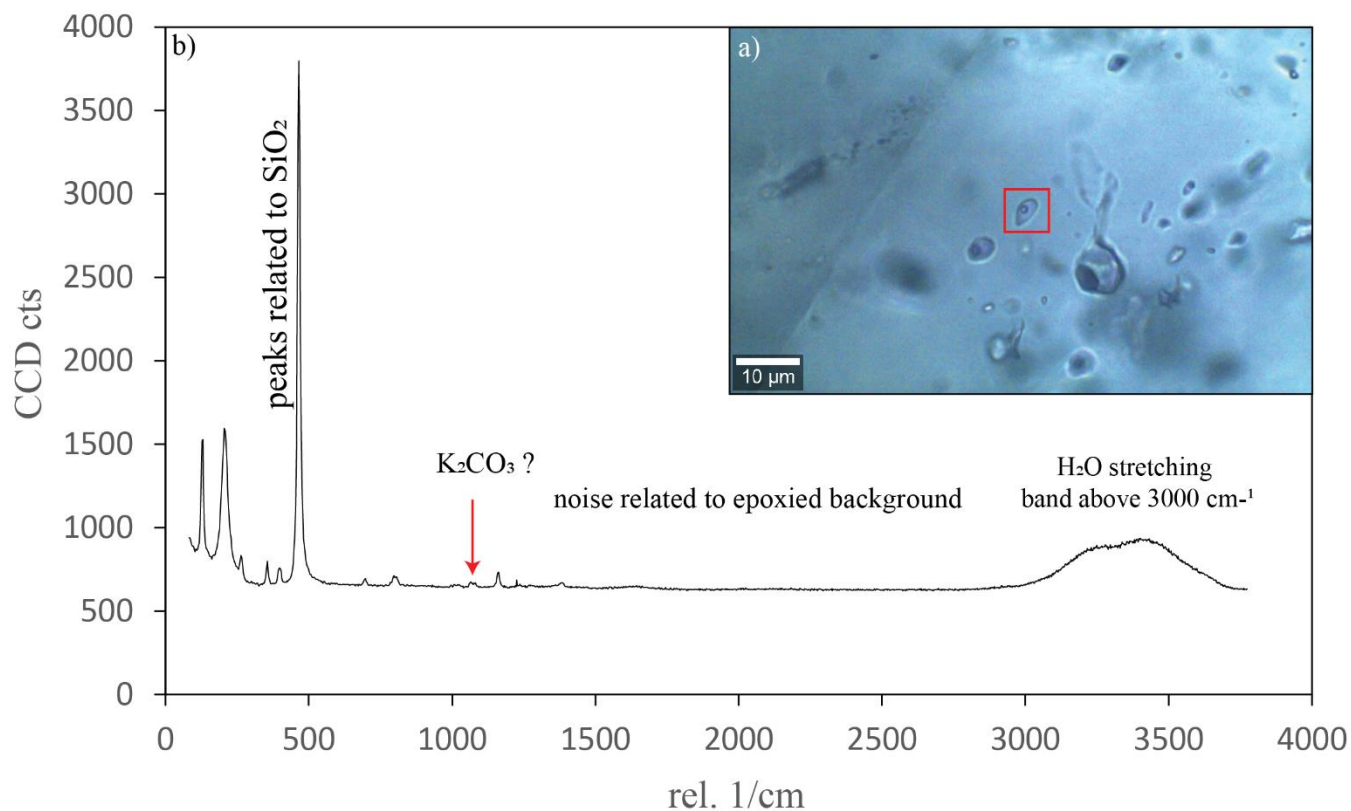 4000
3500
3000
2500
2000
1500
1000
500
0
CCD cts
b)
a)
10 µm
peaks related to SiO₂
K₂CO₃ ?
noise related to epoxied background
H₂O stretching
band above 3000 cm-¹
0 500 1000 1500 2000 2500 3000 3500 4000
rel. 1/cm